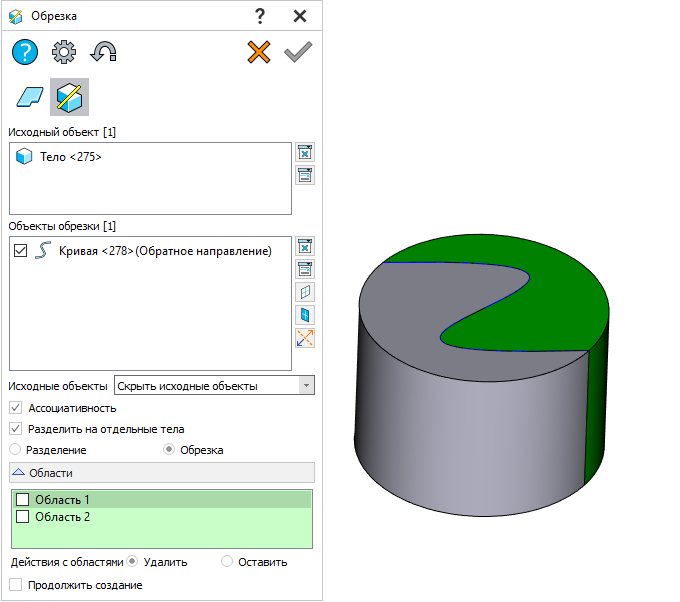 Обрезка
?
?
Исходный объект [1]
Тело <275>
Объекты обрезки [1]
Кривая <278>(Обратное направление)
Исходные объекты Скрыть исходные объекты
Ассоциативность
Разделить на отдельные тела
Разделение Обрезка
Области
Область 1
Область 2
Действия с областями Удалить Оставить
Продолжить создание